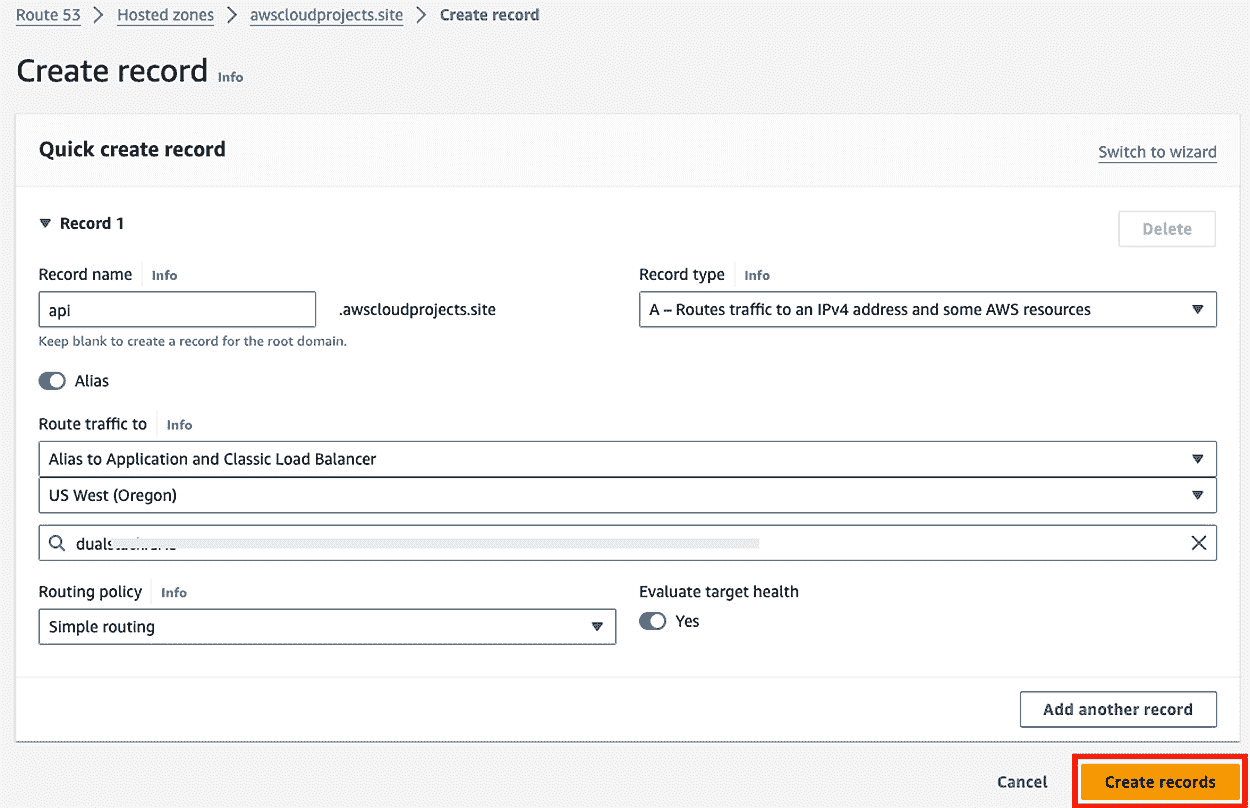 Route 53 > Hosted zones > awscloudprojects.site > Create record
Create record Info
Quick create record
Switch to wizard
Record 1
Delete
Record name Info
Record type Info
api
.awscloudprojects.site
A – Routes traffic to an IPv4 address and some AWS resources
Keep blank to create a record for the root domain.
Alias
Route traffic to Info
Alias to Application and Classic Load Balancer
US West (Oregon)
Routing policy Info
Evaluate target health
Simple routing
Yes
Add another record
Cancel
Create records